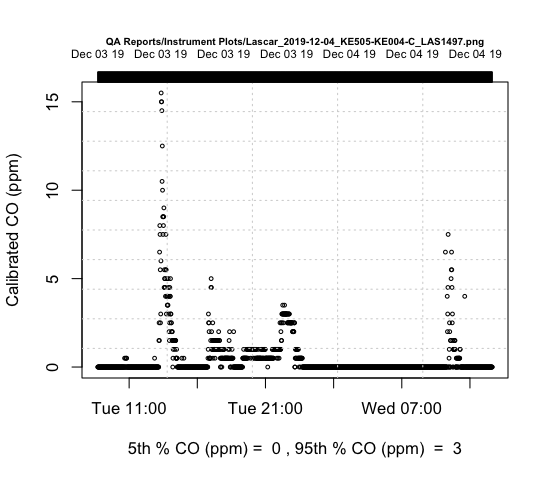 QA Reports/Instrument Plots/Lascar_2019-12-04_KE505-KE004-C_LAS1497.png
Dec 03 19 Dec 03 19 Dec 03 19 Dec 03 19 Dec 04 19 Dec 04 19 Dec 04 19
15
10
5
0
Calibrated CO (ppm)
Tue 11:00 Tue 21:00 Wed 07:00
5th % CO (ppm) = 0 , 95th % CO (ppm) = 3